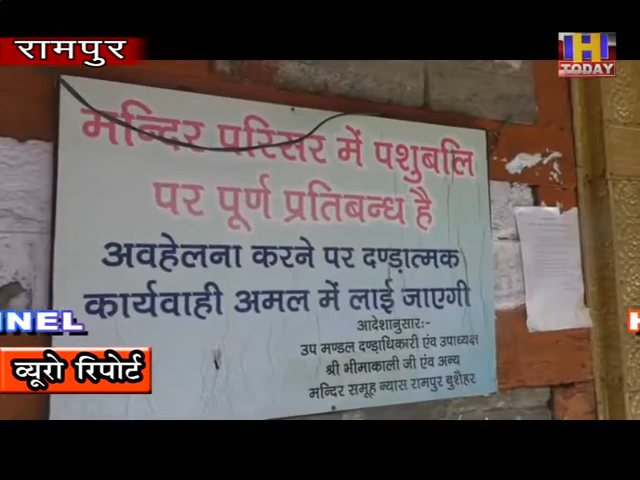 रामपुर
H
TODAY
मन्दिर परिसर में पशुबलि
पर पूर्ण प्रतिबन्ध है
अवहेलना करने पर दण्ड़ात्मक
कार्यवाही अमल में लाई जाएगी
आदेशानुसार:-
उप मण्डल दण्ड़ाधिकारी एंव उपाध्यक्ष
श्री भीमाकाली जी एंव अन्य
मन्दिर समूह न्यास रामपुर बुशैहर
NEL
H
ब्यूरो रिपोर्ट